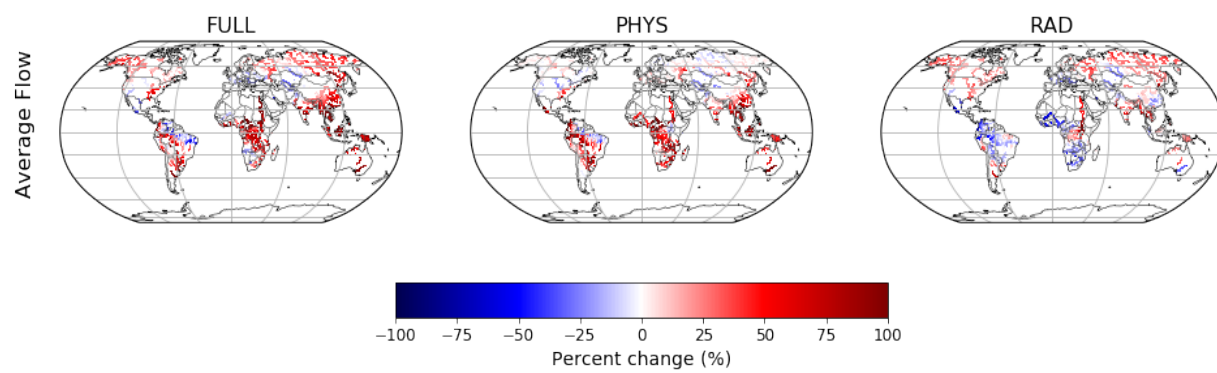 FULL
PHYS
RAD
Average Flow
−100 −75 −50 −25 0 25 50 75 100
Percent change (%)